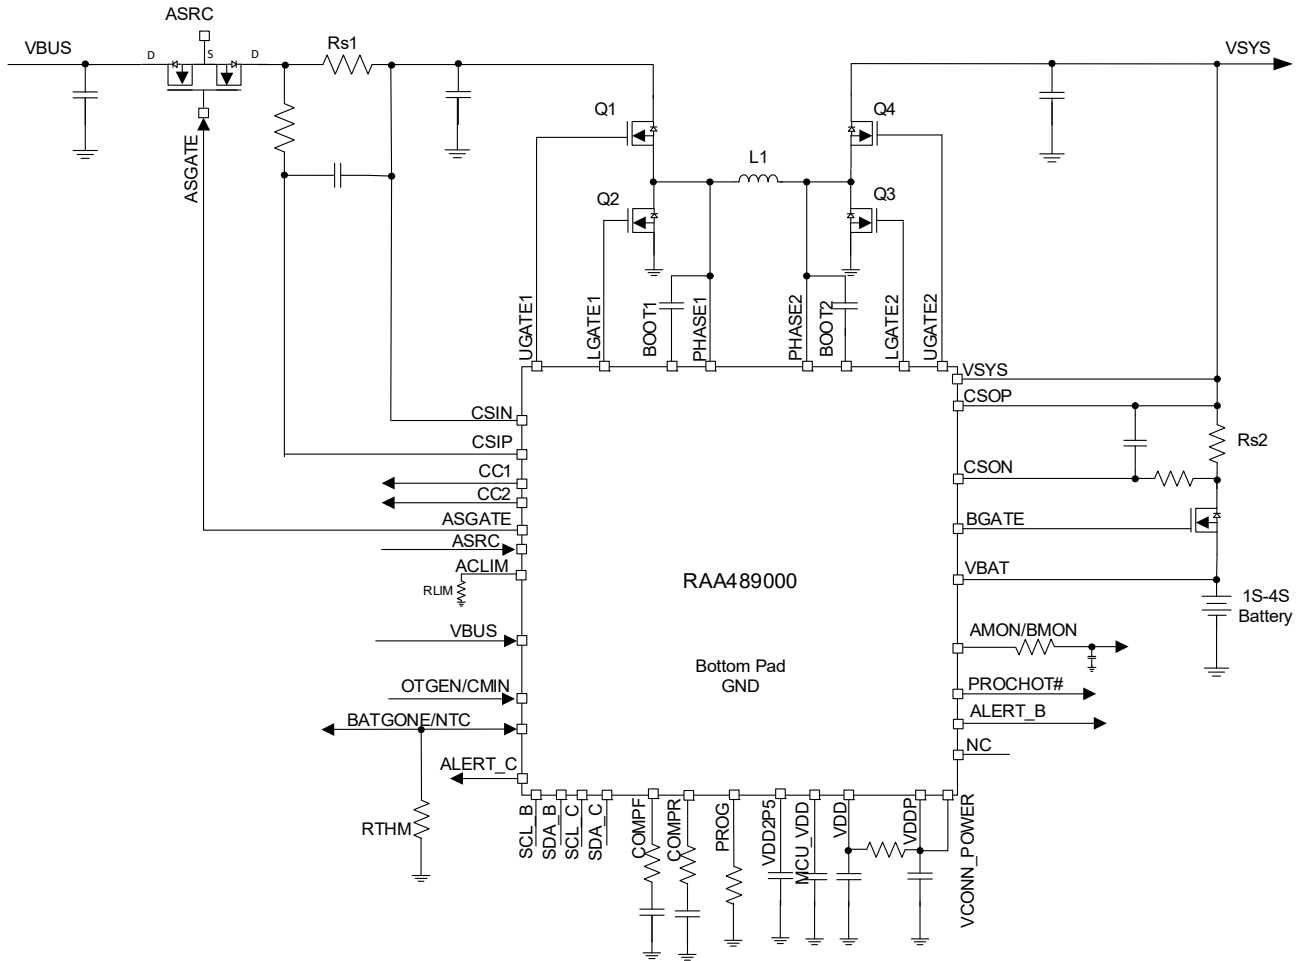 ASRC
VBUS
D
S
D
Rs1
VSYS
ASGATE
Q1
Q4
L1
Q2
Q3
UGATE1
LGATE1
BOOT1
PHASE1
PHASE2
BOOT2
LGATE2
UGATE2
VSYS
CSOP
CSIN
CSIP
Rs2
CSON
CC1
CC2
ASGATE
BGATE
ASRC
ACLIM
RLIM
VBAT
RAA489000
1S-4S
Battery
VBUS
AMON/BMON
Bottom Pad
GND
OTGEN/CMIN
PROCHOT#
BATGONE/NTC
ALERT_B
NC
ALERT_C
RTHM
SCL_B
SDA_B
SCL_C
SDA_C
COMPF
COMPR
PROG
VDD2P5
MCU_VDD
VDD
VDDP
VCONN_POWER